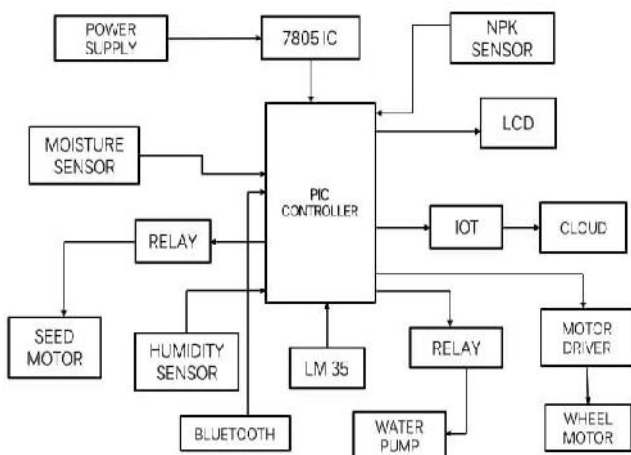 POWER
SUPPLY
7805 IC
NPK
SENSOR
LCD
MOISTURE
SENSOR
PIC
CONTROLLER
RELAY
IOT
CLOUD
SEED
MOTOR
HUMIDITY
SENSOR
LM 35
RELAY
MOTOR
DRIVER
BLUETOOTH
WATER
PUMP
WHEEL
MOTOR